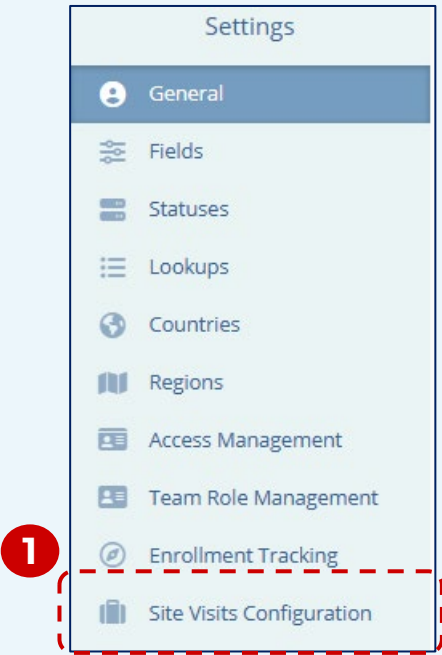 Settings
General
Fields
Statuses
Lookups
Countries
Regions
Access Management
Team Role Management
1
Enrollment Tracking
Site Visits Configuration